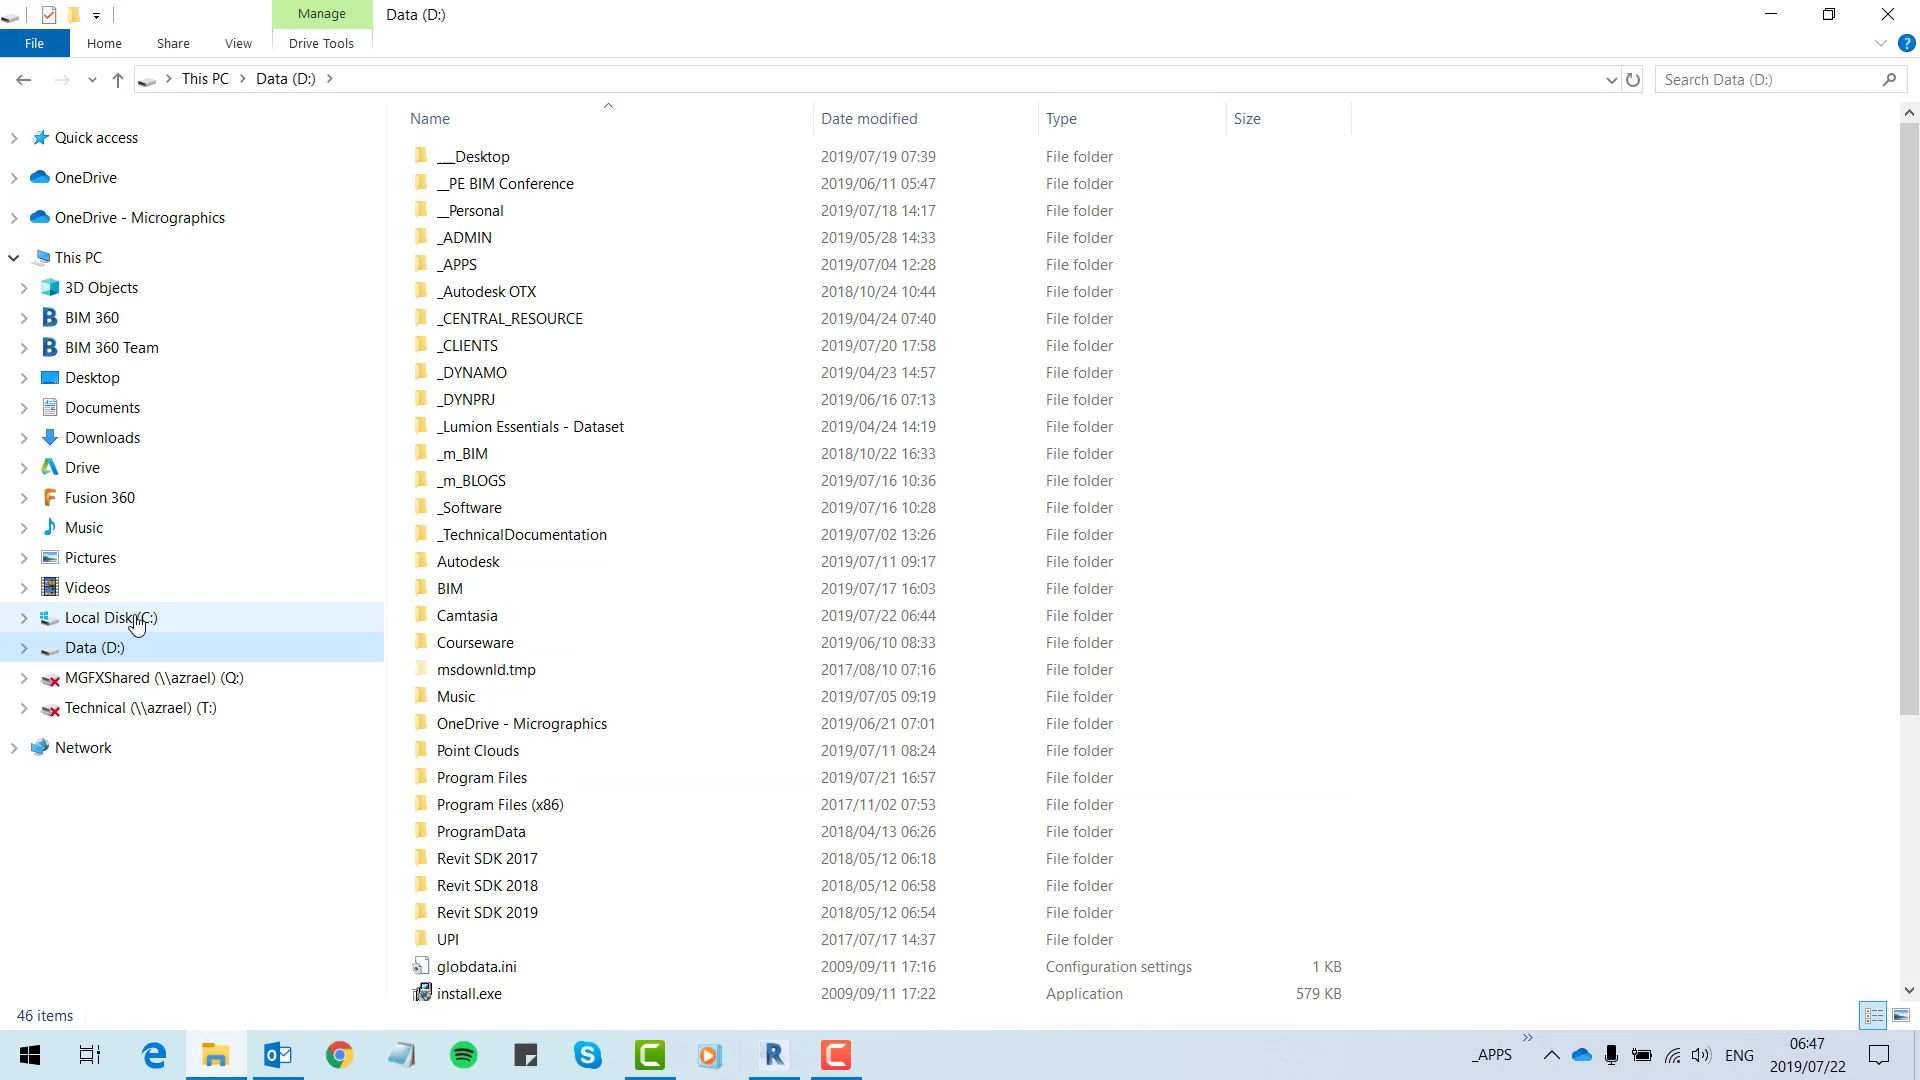 Manage
Data (D:)
File
Home
Share
View
Drive Tools
This PC
Data (D:)
Search Data (D:)
Name
Date modified
Type
Size
Quick access
OneDrive
OneDrive - Micrographics
This PC
3D Objects
BIM 360
BIM 360 Team
Desktop
Documents
Downloads
Drive
Fusion 360
Music
Pictures
Videos
Local Disk (C:)
Data (D:)
MGFXShared (\\azrael) (Q:)
Technical (\\azrael) (T:)
Network
___Desktop 2019/07/19 07:39 File folder
__PE BIM Conference 2019/06/11 05:47 File folder
__Personal 2019/07/18 14:17 File folder
_ADMIN 2019/05/28 14:33 File folder
_APPS 2019/07/04 12:28 File folder
_Autodesk OTX 2018/10/24 10:44 File folder
_CENTRAL_RESOURCE 2019/04/24 07:40 File folder
_CLIENTS 2019/07/20 17:58 File folder
_DYNAMO 2019/04/23 14:57 File folder
_DYNPRJ 2019/06/16 07:13 File folder
_Lumion Essentials - Dataset 2019/04/24 14:19 File folder
_m_BIM 2018/10/22 16:33 File folder
_m_BLOGS 2019/07/16 10:36 File folder
_Software 2019/07/16 10:28 File folder
_TechnicalDocumentation 2019/07/02 13:26 File folder
Autodesk 2019/07/11 09:17 File folder
BIM 2019/07/17 16:03 File folder
Camtasia 2019/07/22 06:44 File folder
Courseware 2019/06/10 08:33 File folder
msdownld.tmp 2017/08/10 07:16 File folder
Music 2019/07/05 09:19 File folder
OneDrive - Micrographics 2019/06/21 07:01 File folder
Point Clouds 2019/07/11 08:24 File folder
Program Files 2019/07/21 16:57 File folder
Program Files (x86) 2017/11/02 07:53 File folder
ProgramData 2018/04/13 06:26 File folder
Revit SDK 2017 2018/05/12 06:18 File folder
Revit SDK 2018 2018/05/12 06:58 File folder
Revit SDK 2019 2018/05/12 06:54 File folder
UPI 2017/07/17 14:37 File folder
globdata.ini 2009/09/11 17:16 Configuration settings 1 KB
install.exe 2009/09/11 17:22 Application 579 KB
46 items
_APPS
ENG
06:47
2019/07/22